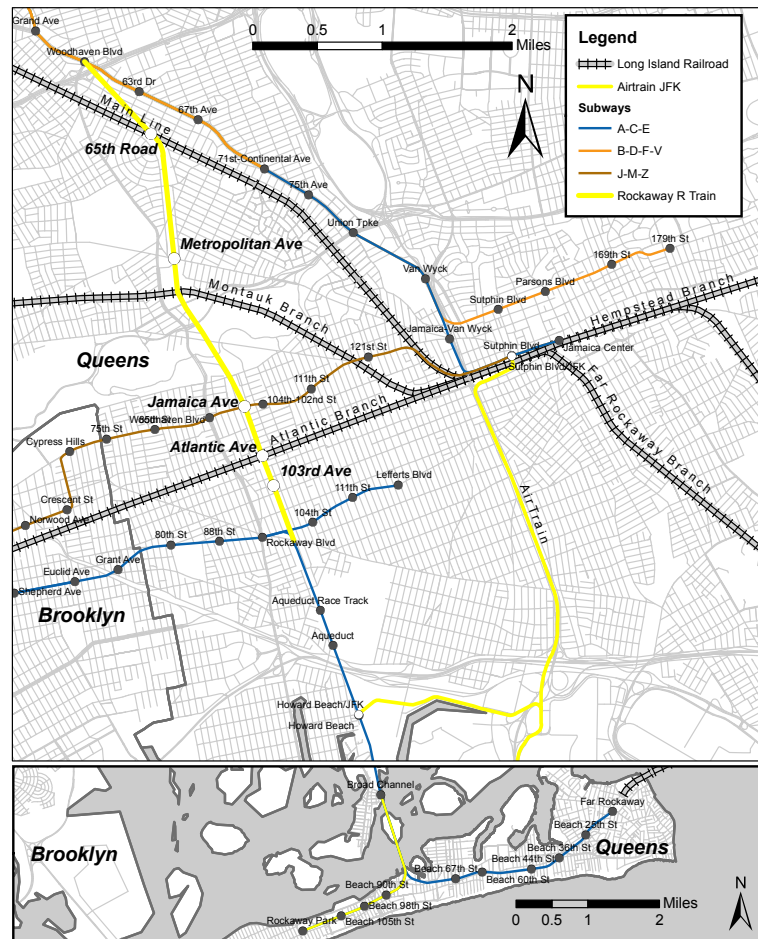 Grand Ave
Woodhaven Blvd
63rd Dr
67th Ave
Main Line
65th Road
71st-Continental Ave
75th Ave
Union Tpke
0 0.5 1 2
Miles
N
Legend
Long Island Railroad
Airtrain JFK
Subways
A-C-E
B-D-F-V
J-M-Z
Rockaway R Train
Metropolitan Ave
Van Wyck
179th St
169th St
Parsons Blvd
Sutphin Blvd
Hempstead Branch
Montauk Branch
Jamaica-Van Wyck
Sutphin Blvd
Jamaica Center
Sutphin Blvd/JFK
121st St
Queens
111th St
Jamaica Ave
104th-102nd St
Woodhaven Blvd
85th St
75th St
Cypress Hills
Atlantic Branch
Far Rockaway Branch
Atlantic Ave
103rd Ave
Lefferts Blvd
111th St
104th St
Crescent St
Norwood Ave
AirTrain
Rockaway Blvd
88th St
80th St
Grant Ave
Euclid Ave
Shepherd Ave
Brooklyn
Aqueduct Race Track
Aqueduct
Howard Beach/JFK
Howard Beach
Broad Channel
Far Rockaway
Beach 25th St
Beach 36th St
Queens
Beach 44th St
Beach 67th St
Beach 60th St
Brooklyn
Beach 90th St
Beach 98th St
Beach 105th St
Rockaway Park
0 0.5 1 2
Miles
N